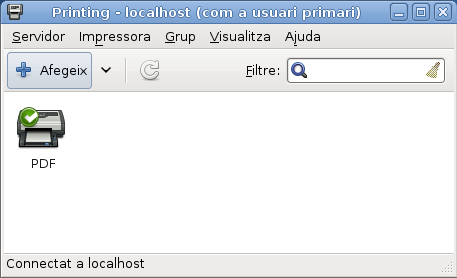 Printing - localhost (com a usuari primari)
Servidor Impressora Grup Visualitza Ajuda
Afegeix Filtre:
PDF
Connectat a localhost